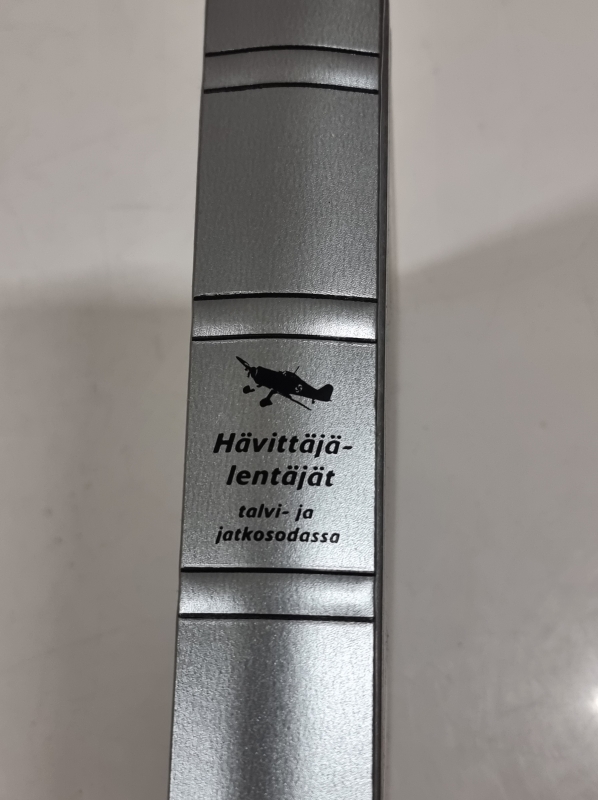 Hävittäjä-
lentäjät
talvi- ja
jatkosodassa